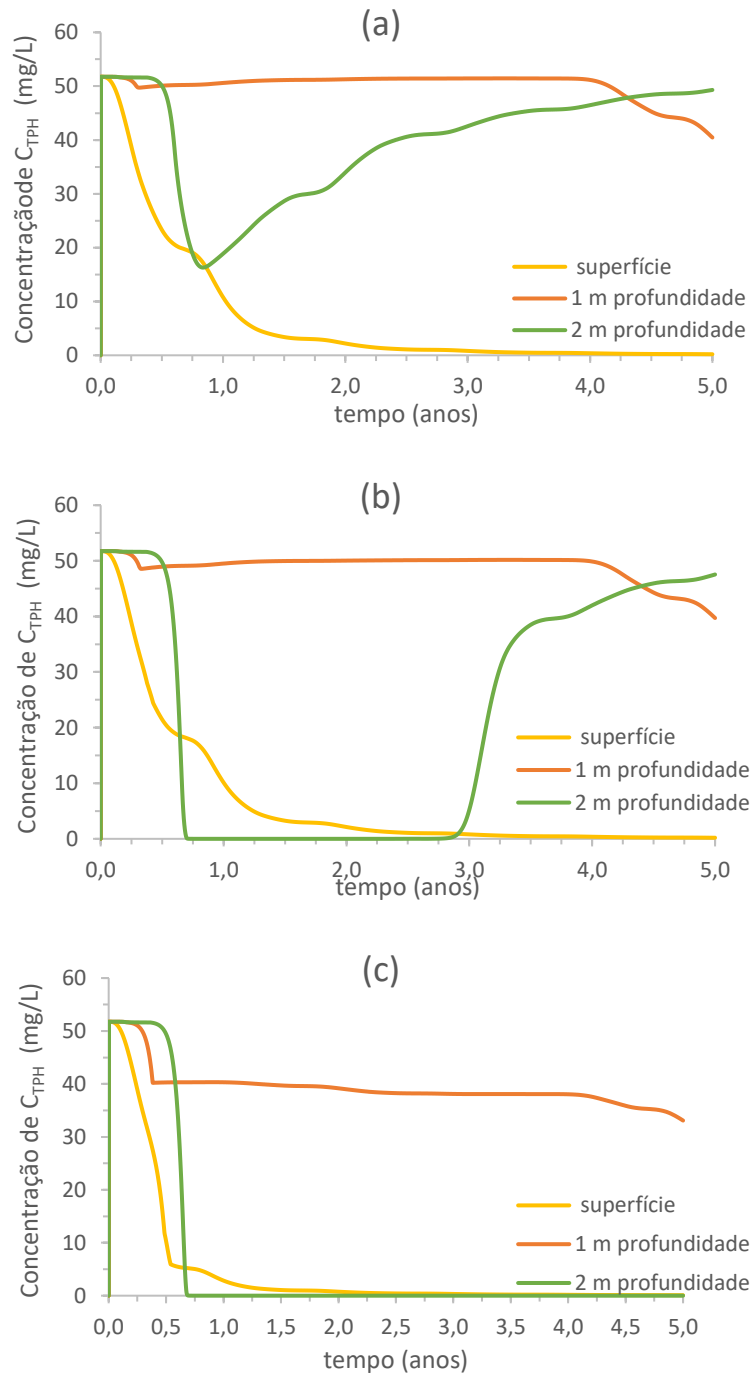 (a)
Concentraçãode C_TPH (mg/L)
60
50
40
30
20
10
0
superfície
1 m profundidade
2 m profundidade
0,0 1,0 2,0 3,0 4,0 5,0
tempo (anos)
(b)
Concentração de C_TPH (mg/L)
60
50
40
30
20
10
0
superfície
1 m profundidade
2 m profundidade
0,0 1,0 2,0 3,0 4,0 5,0
tempo (anos)
(c)
Concentração de C_TPH (mg/L)
60
50
40
30
20
10
0
superfície
1 m profundidade
2 m profundidade
0,0 0,5 1,0 1,5 2,0 2,5 3,0 3,5 4,0 4,5 5,0
tempo (anos)